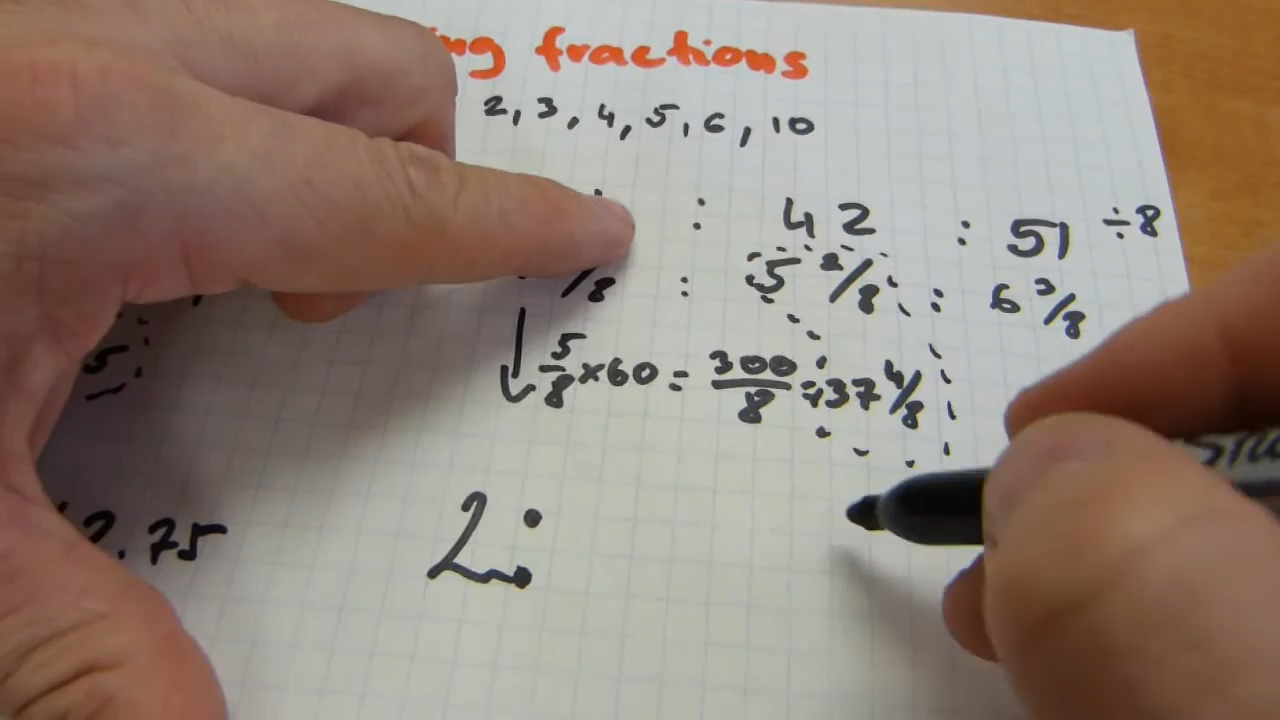 fractions
2, 3, 4, 5, 6, 10
: 42 : 51 ÷8
/8 : 5 2/8 : 6 3/8
5/8 ×60 = 300/8 = 37 4/8
5
2.75
2: